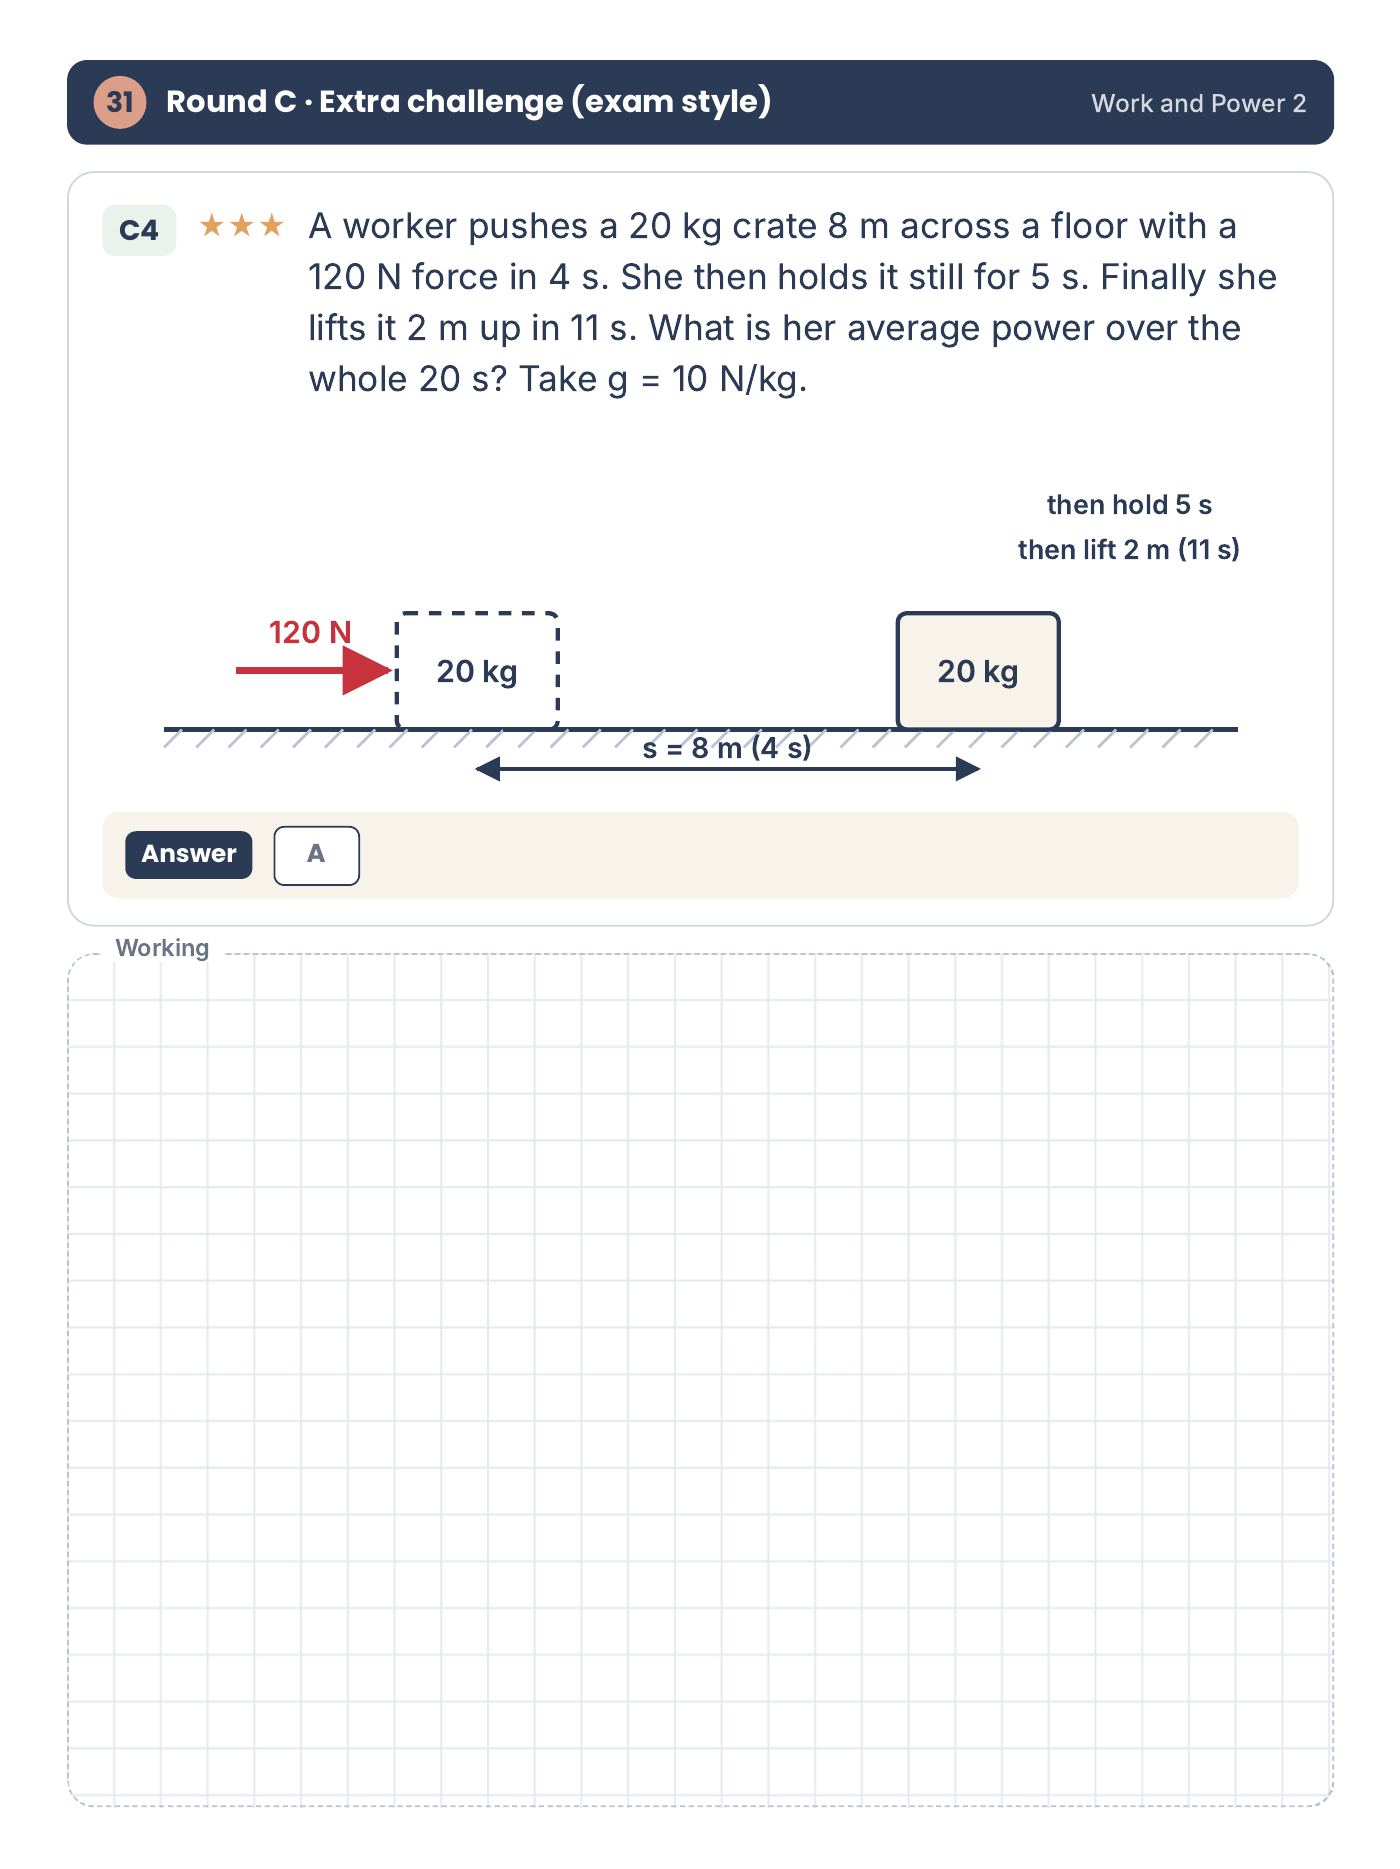 31 Round C · Extra challenge (exam style) Work and Power 2
C4 ★★★ A worker pushes a 20 kg crate 8 m across a floor with a
120 N force in 4 s. She then holds it still for 5 s. Finally she
lifts it 2 m up in 11 s. What is her average power over the
whole 20 s? Take g = 10 N/kg.
then hold 5 s
then lift 2 m (11 s)
120 N
20 kg 20 kg
s = 8 m (4 s)
Answer A
Working